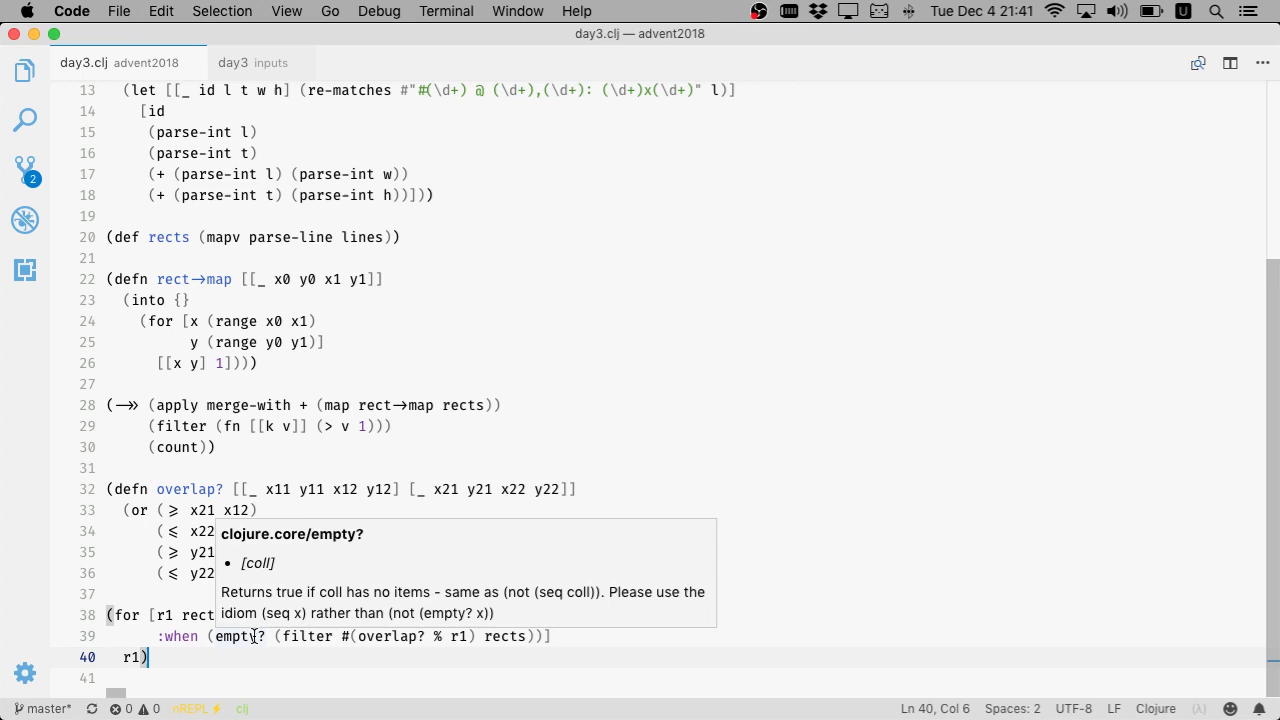 Code File Edit Selection View Go Debug Terminal Window Help Tue Dec 4 21:41 U
day3.clj — advent2018
day3.clj advent2018 day3 inputs
13 (let [[_ id l t w h] (re-matches #"#(\d+) @ (\d+),(\d+): (\d+)x(\d+)" l)]
14 [id
15 (parse-int l)
16 (parse-int t)
17 (+ (parse-int l) (parse-int w))
18 (+ (parse-int t) (parse-int h))]))
19
20 (def rects (mapv parse-line lines))
21
22 (defn rect->map [[_ x0 y0 x1 y1]]
23 (into {}
24 (for [x (range x0 x1)
25 y (range y0 y1)]
26 [[x y] 1])))
27
28 (->> (apply merge-with + (map rect->map rects))
29 (filter (fn [[k v]] (> v 1)))
30 (count))
31
32 (defn overlap? [[_ x11 y11 x12 y12] [_ x21 y21 x22 y22]]
33 (or (⩾ x21 x12)
34 (⩽ x22
35 (⩾ y21
36 (⩽ y22
clojure.core/empty?
• [coll]
Returns true if coll has no items - same as (not (seq coll)). Please use the
idiom (seq x) rather than (not (empty? x))
37
38 (for [r1 rect
39 :when (empty? (filter #(overlap? % r1) rects))]
40 r1)
41
2
master* 0 0 nREPL clj Ln 40, Col 6 Spaces: 2 UTF-8 LF Clojure (λ)